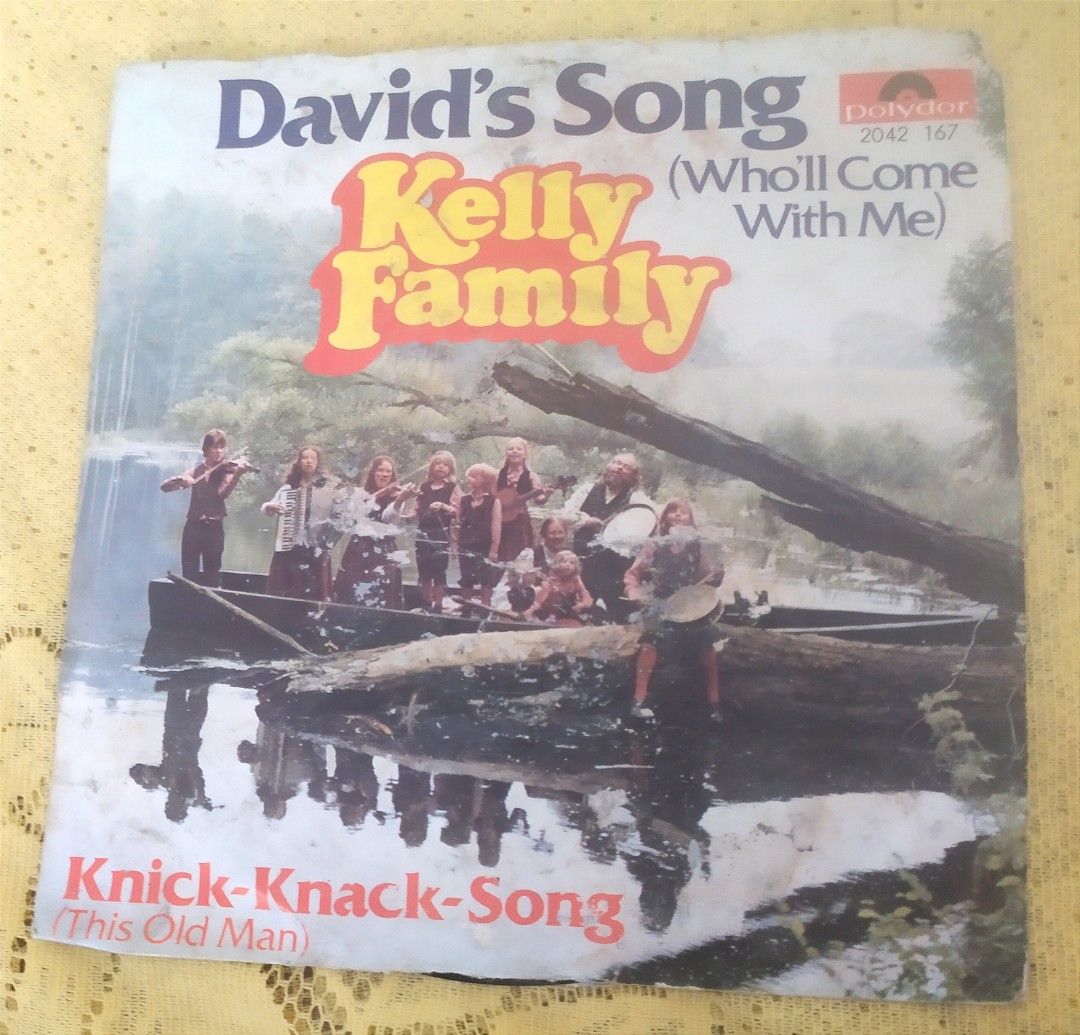 David's Song
polydor
2042 167
(Who'll Come
With Me)
Kelly
Family
Knick-Knack-Song
(This Old Man)